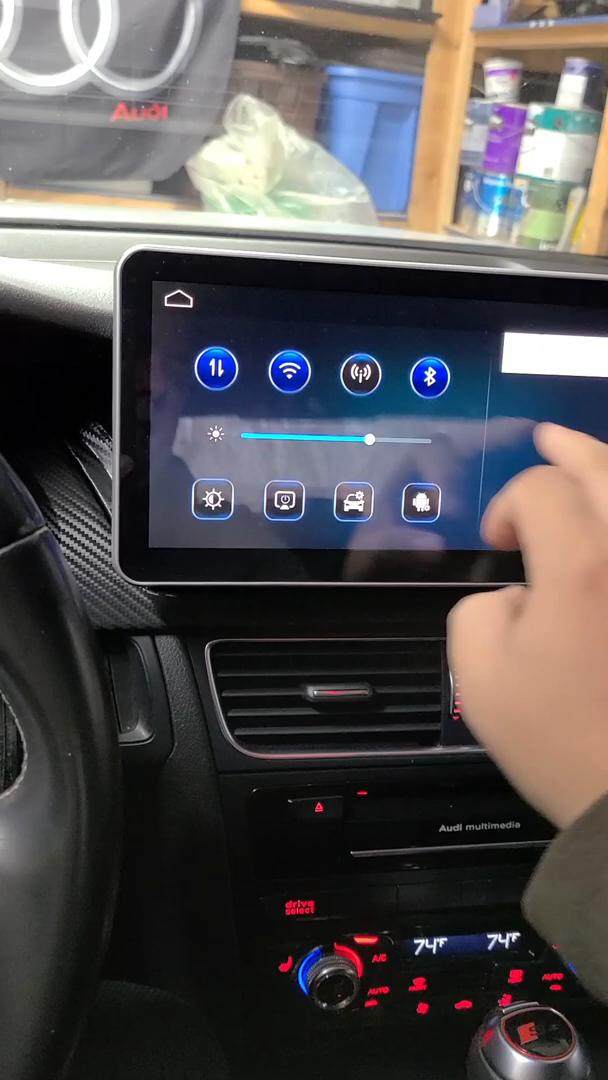 Audi
Audi multimedia
drive
select
74°F
74°F
A/C
AUTO
AUTO
S